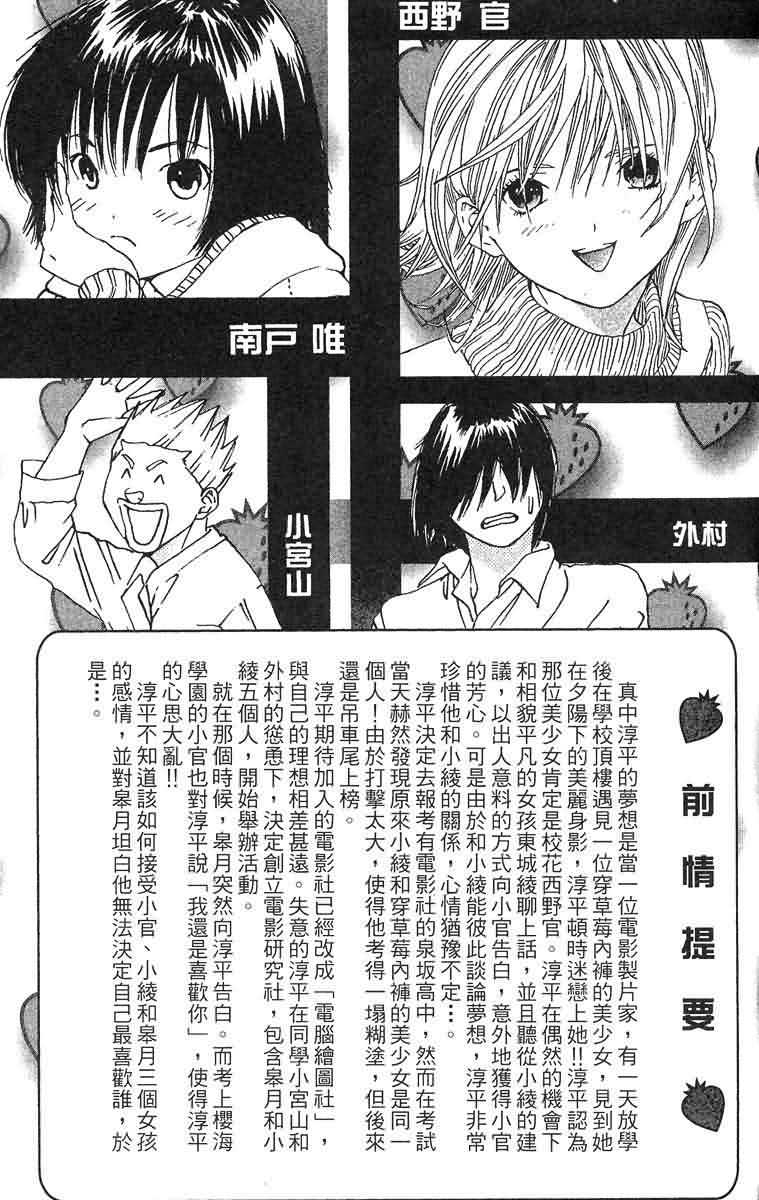 西野 官
南戸 唯
小宮山
外村
前情提要
真中淳平的夢想是當一位電影製片家，有一天放學
後在學校頂樓遇見一位穿草莓內褲的美少女，見到她
在夕陽下的美麗身影，淳平頓時迷戀上她!!淳平認為
那位美少女肯定是校花西野官。淳平在偶然的機會下
和相貌平凡的女孩東城綾聊上話，並且聽從小綾的建
議，以出人意料的方式向小官告白，意外地獲得小官
的芳心。可是由於和小綾能彼此談論夢想，淳平非常
珍惜他和小綾的關係，心情猶豫不定…。
淳平決定去報考有電影社的泉坂高中，然而在考試
當天赫然發現原來小綾和穿草莓內褲的美少女是同一
個人！由於打擊太大，使得他考得一塌糊塗，但後來
還是吊車尾上榜。
淳平期待加入的電影社已經改成「電腦繪圖社」，
與自己的理想相差甚遠。失意的淳平在同學小宮山和
外村的慫恿下，決定創立電影研究社，包含皋月和小
綾五個人，開始舉辦活動。
就在那個時候，皋月突然向淳平告白。而考上櫻海
學園的小官也對淳平說「我還是喜歡你」，使得淳平
的心思大亂!!
淳平不知道該如何接受小官、小綾和皋月三個女孩
的感情，並對皋月坦白他無法決定自己最喜歡誰，於
是…。